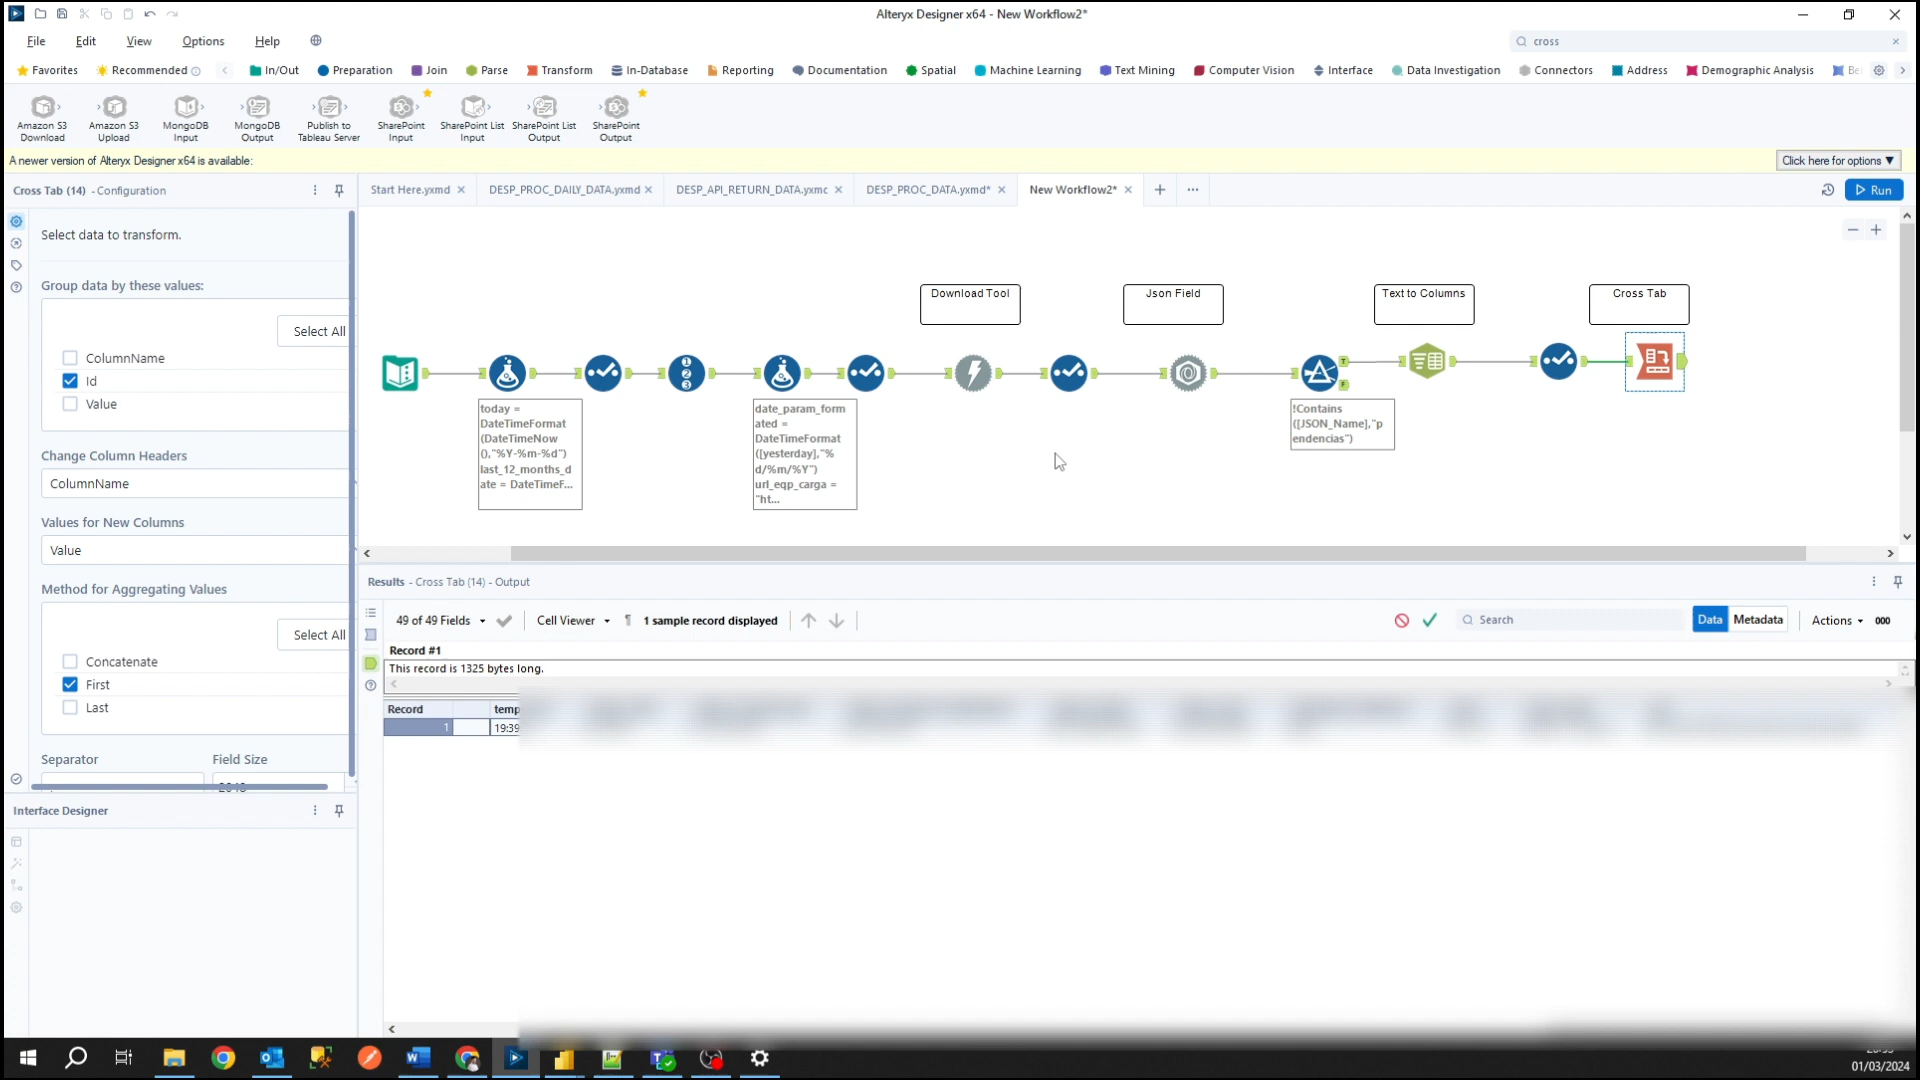 Alteryx Designer x64 - New Workflow2*
File Edit View Options Help
cross
Favorites Recommended In/Out Preparation Join Parse Transform In-Database Reporting Documentation Spatial Machine Learning Text Mining Computer Vision Interface Data Investigation Connectors Address Demographic Analysis Be
Amazon S3 Download
Amazon S3 Upload
MongoDB Input
MongoDB Output
Publish to Tableau Server
SharePoint Input
SharePoint List Input
SharePoint List Output
SharePoint Output
A newer version of Alteryx Designer x64 is available:
Click here for options ▼
Cross Tab (14) - Configuration
Start Here.yxmd
DESP_PROC_DAILY_DATA.yxmd
DESP_API_RETURN_DATA.yxmc
DESP_PROC_DATA.yxmd*
New Workflow2*
Run
Select data to transform.
Group data by these values:
Select All
ColumnName
Id
Value
Change Column Headers
ColumnName
Values for New Columns
Value
Method for Aggregating Values
Select All
Concatenate
First
Last
Separator Field Size
Interface Designer
Download Tool
Json Field
Text to Columns
Cross Tab
today =
DateTimeFormat
(DateTimeNow
(),"%Y-%m-%d")
last_12_months_d
ate = DateTimeF...
1
2
3
date_param_form
ated =
DateTimeFormat
([yesterday],"%
d/%m/%Y")
url_eqp_carga =
"ht...
T
F
!Contains
([JSON_Name],"p
endencias")
Results - Cross Tab (14) - Output
49 of 49 Fields Cell Viewer 1 sample record displayed Search Data Metadata Actions 000
Record #1
This record is 1325 bytes long.
Record temp
1 19:39
01/03/2024